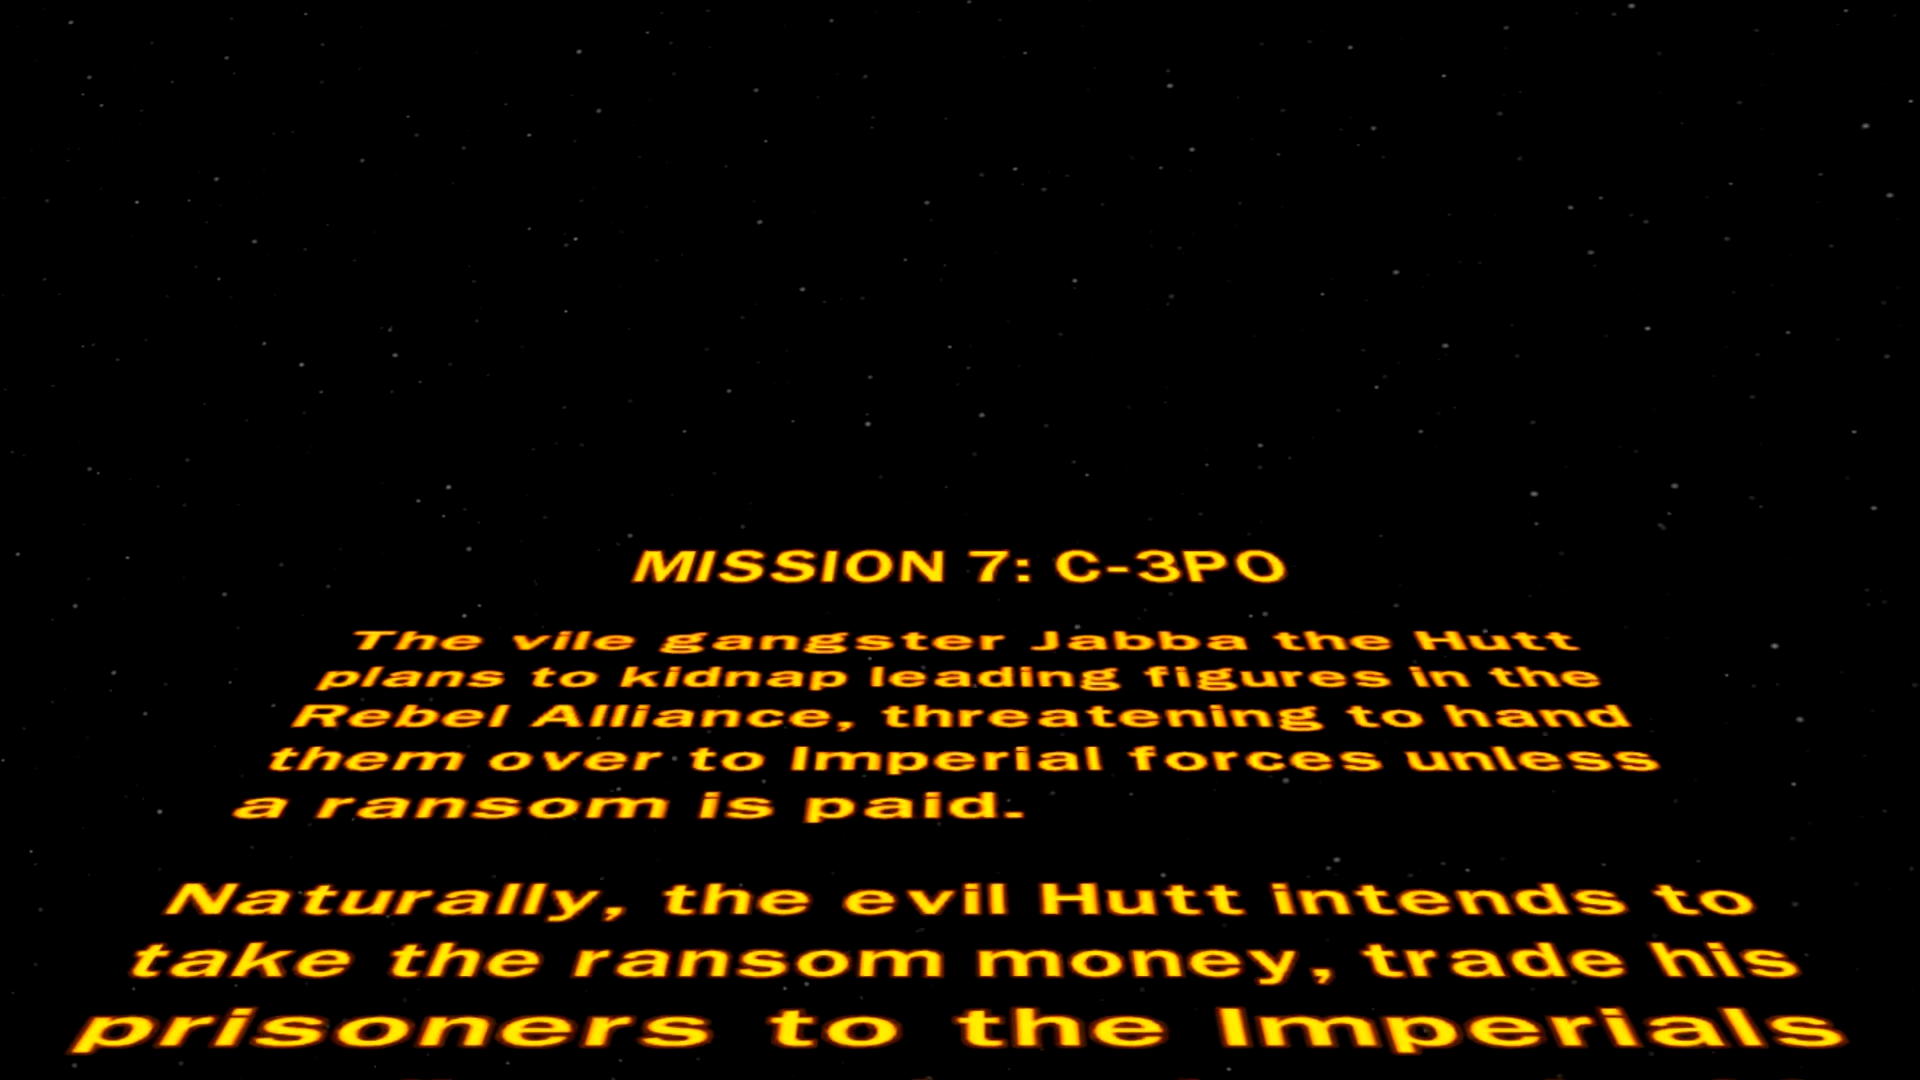 MISSION 7: C-3PO
The vile gangster Jabba the Hutt
plans to kidnap leading figures in the
Rebel Alliance, threatening to hand
them over to Imperial forces unless
a ransom is paid.
Naturally, the evil Hutt intends to
take the ransom money, trade his
prisoners to the Imperials